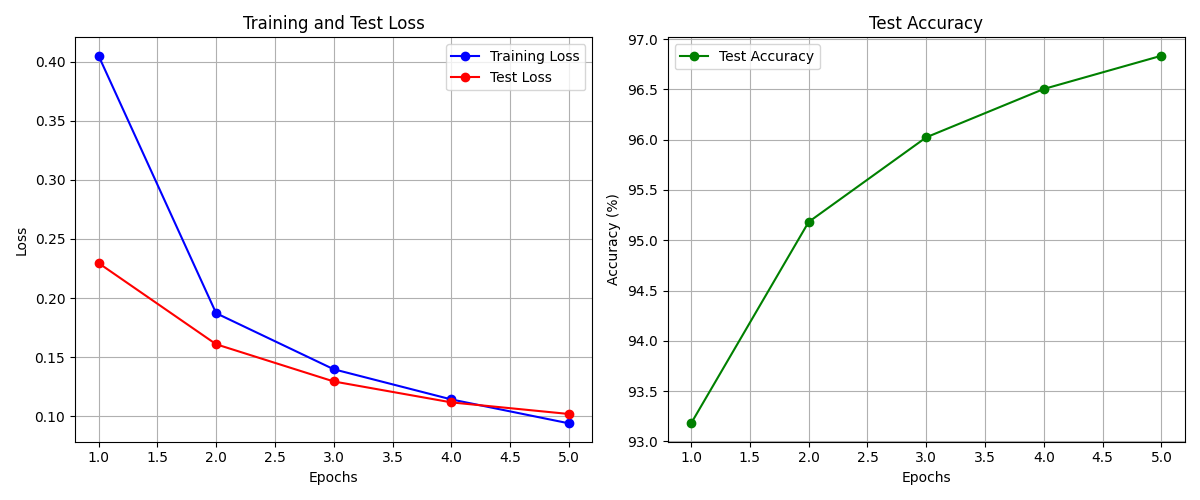 Training and Test Loss
Training Loss
Test Loss
Loss
0.40
0.35
0.30
0.25
0.20
0.15
0.10
1.0 1.5 2.0 2.5 3.0 3.5 4.0 4.5 5.0
Epochs
Test Accuracy
Test Accuracy
Accuracy (%)
97.0
96.5
96.0
95.5
95.0
94.5
94.0
93.5
93.0
1.0 1.5 2.0 2.5 3.0 3.5 4.0 4.5 5.0
Epochs